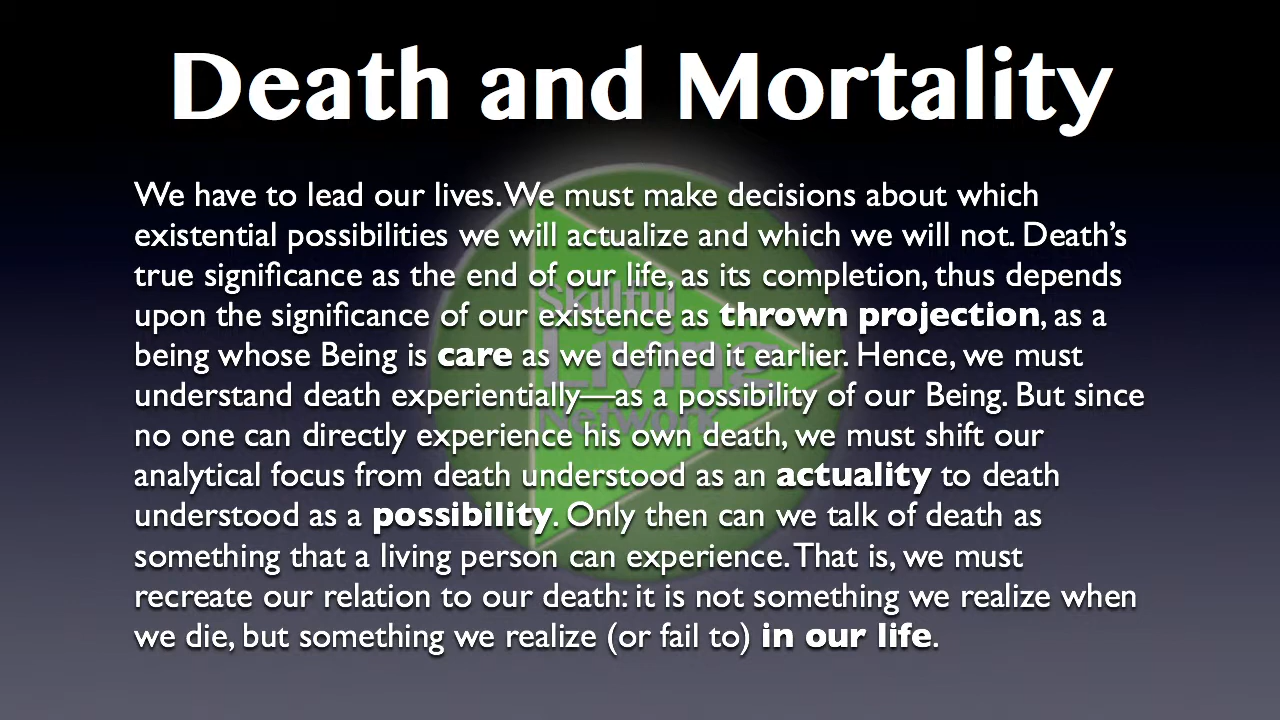 Death and Mortality
We have to lead our lives. We must make decisions about which
existential possibilities we will actualize and which we will not. Death’s
true significance as the end of our life, as its completion, thus depends
upon the significance of our existence as thrown projection, as a
being whose Being is care as we defined it earlier. Hence, we must
understand death experientially—as a possibility of our Being. But since
no one can directly experience his own death, we must shift our
analytical focus from death understood as an actuality to death
understood as a possibility. Only then can we talk of death as
something that a living person can experience. That is, we must
recreate our relation to our death: it is not something we realize when
we die, but something we realize (or fail to) in our life.
Skilful
Living
Network